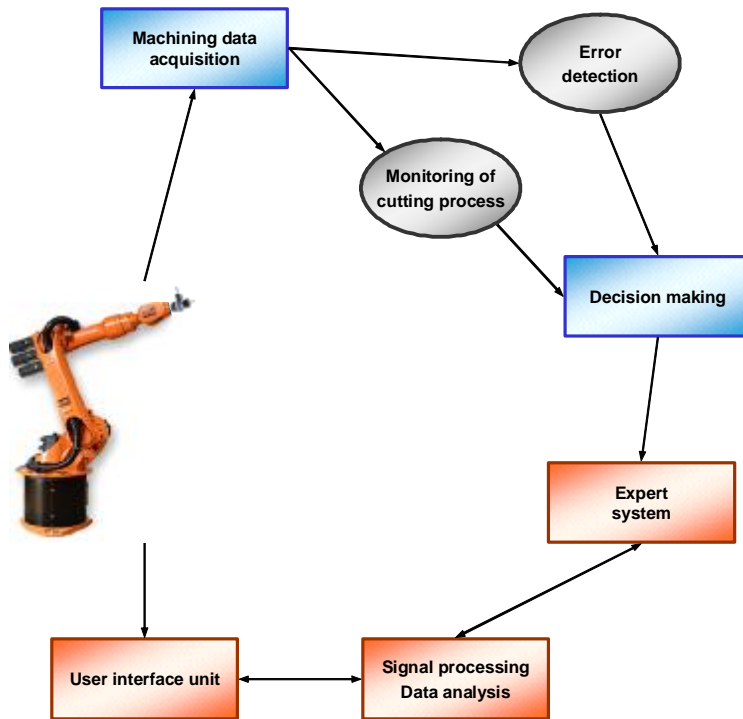 Machining data
acquisition
Error
detection
Monitoring of
cutting process
Decision making
Expert
system
User interface unit
Signal processing
Data analysis